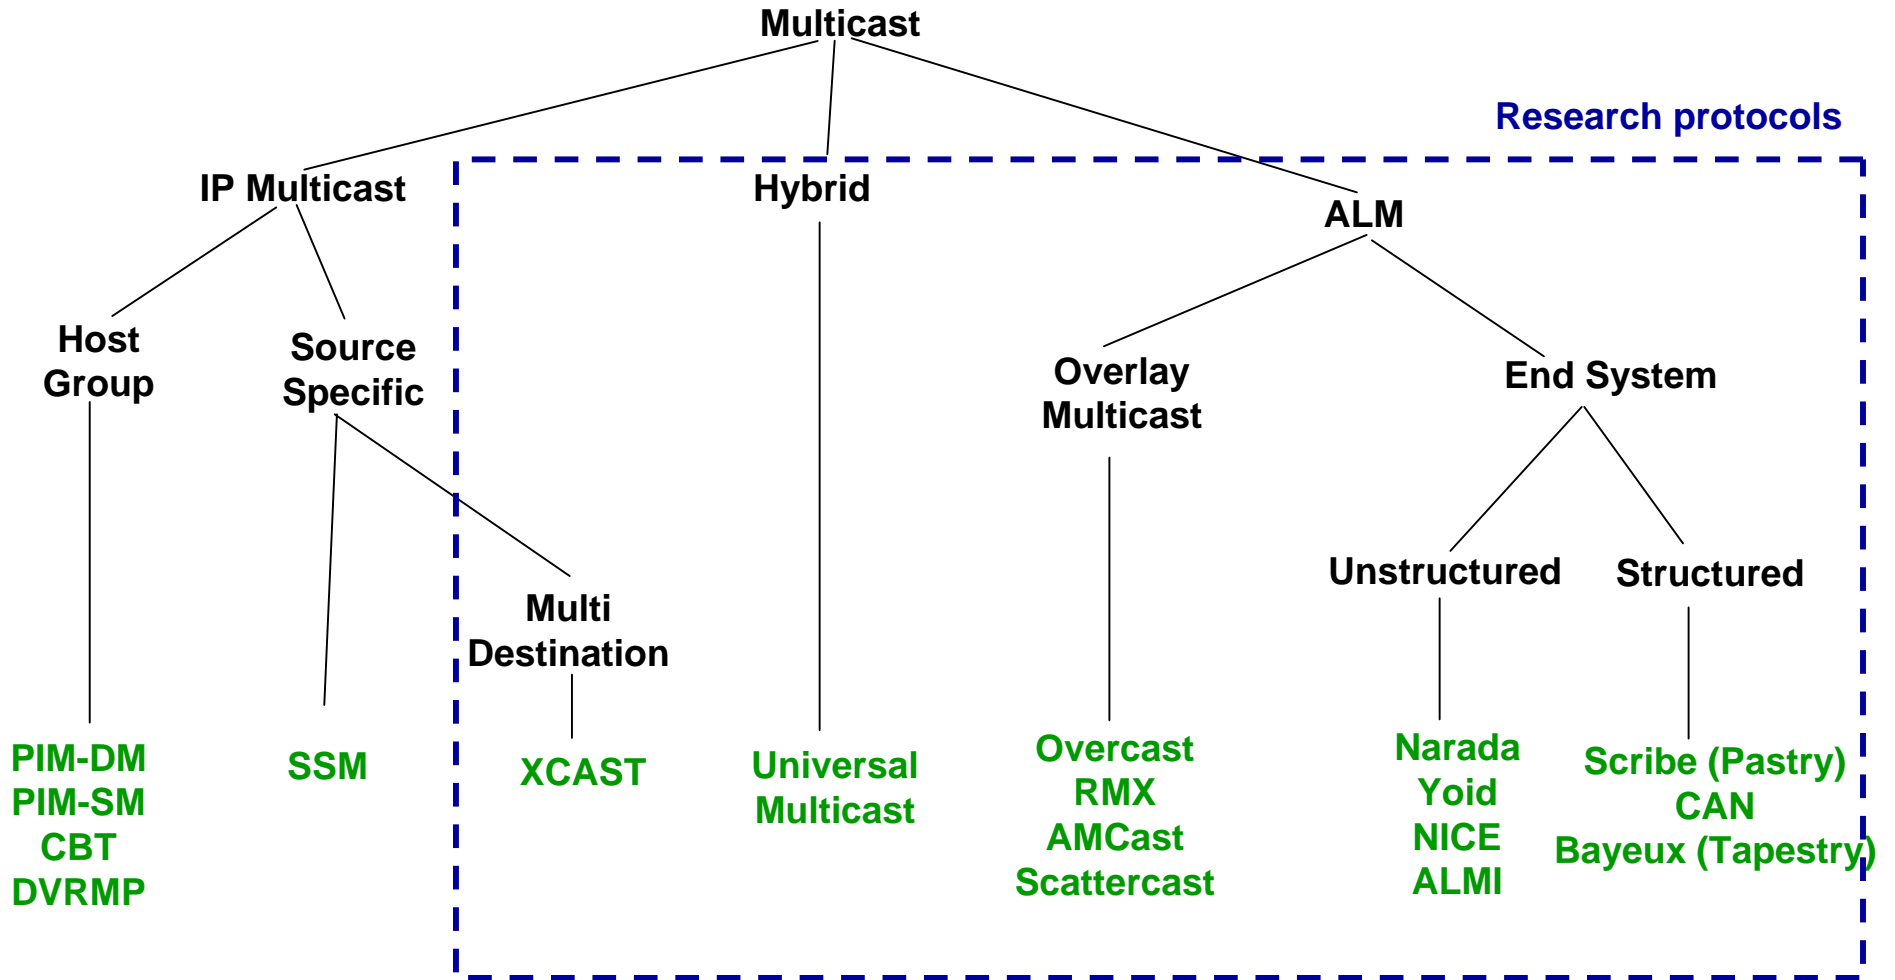 Multicast
Research protocols
IP Multicast
Hybrid
ALM
Host
Group
Source
Specific
Overlay
Multicast
End System
Multi
Destination
Unstructured
Structured
PIM-DM
PIM-SM
CBT
DVRMP
SSM
XCAST
Universal
Multicast
Overcast
RMX
AMCast
Scattercast
Narada
Yoid
NICE
ALMI
Scribe (Pastry)
CAN
Bayeux (Tapestry)